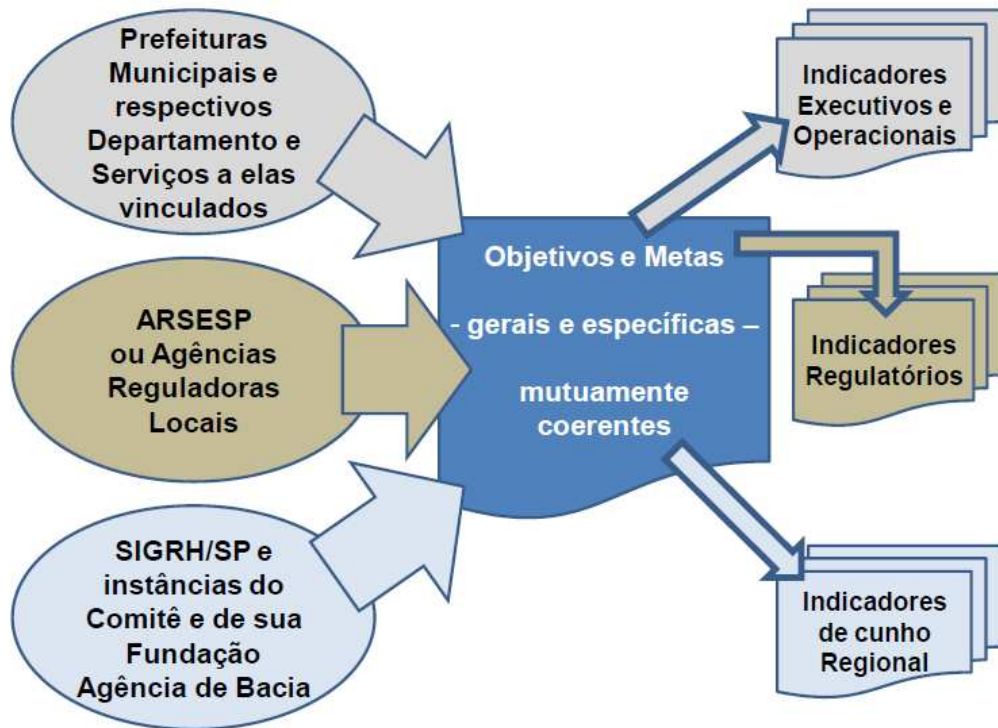 Prefeituras
Municipais e
respectivos
Departamento e
Serviços a elas
vinculados
ARSESP
ou Agências
Reguladoras
Locais
SIGRH/SP e
instâncias do
Comitê e de sua
Fundação
Agência de Bacia
Objetivos e Metas
- gerais e específicas –
mutuamente
coerentes
Indicadores
Executivos e
Operacionais
Indicadores
Regulatórios
Indicadores
de cunho
Regional